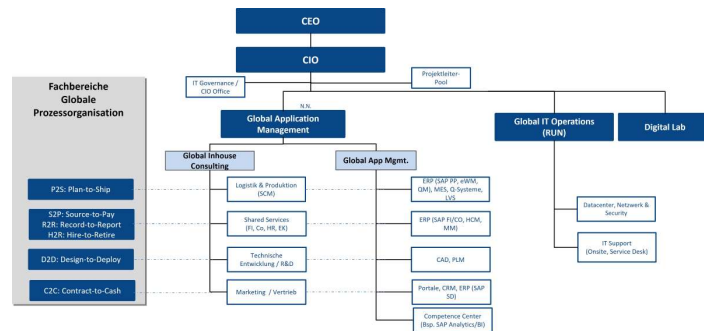 CEO
CIO
IT Governance /
CIO Office
Projektleiter-
Pool
Fachbereiche
Globale
Prozessorganisation
N.N.
Global Application
Management
Global IT Operations
(RUN)
Digital Lab
Global Inhouse
Consulting
Global App Mgmt.
P2S: Plan-to-Ship
Logistik & Produktion
(SCM)
ERP (SAP PP, eWM,
QM), MES, Q-Systeme,
LVS
Datacenter, Netzwerk &
Security
S2P: Source-to-Pay
R2R: Record-to-Report
H2R: Hire-to-Retire
Shared Services
(FI, Co, HR, EK)
ERP (SAP FI/CO, HCM,
MM)
IT Support
(Onsite, Service Desk)
D2D: Design-to-Deploy
Technische
Entwicklung / R&D
CAD, PLM
C2C: Contract-to-Cash
Marketing / Vertrieb
Portale, CRM, ERP (SAP
SD)
Competence Center
(Bsp. SAP Analytics/BI)